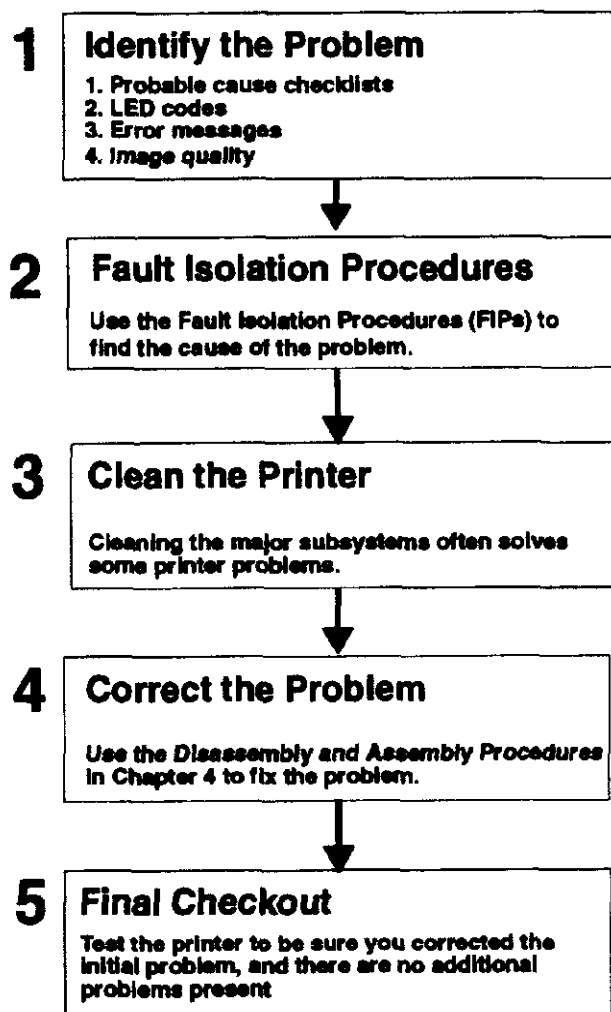 1
Identify the Problem
1. Probable cause checklists
2. LED codes
3. Error messages
4. Image quality
2
Fault Isolation Procedures
Use the Fault Isolation Procedures (FIPs) to
find the cause of the problem.
3
Clean the Printer
Cleaning the major subsystems often solves
some printer problems.
4
Correct the Problem
Use the Disassembly and Assembly Procedures
in Chapter 4 to fix the problem.
5
Final Checkout
Test the printer to be sure you corrected the
initial problem, and there are no additional
problems present